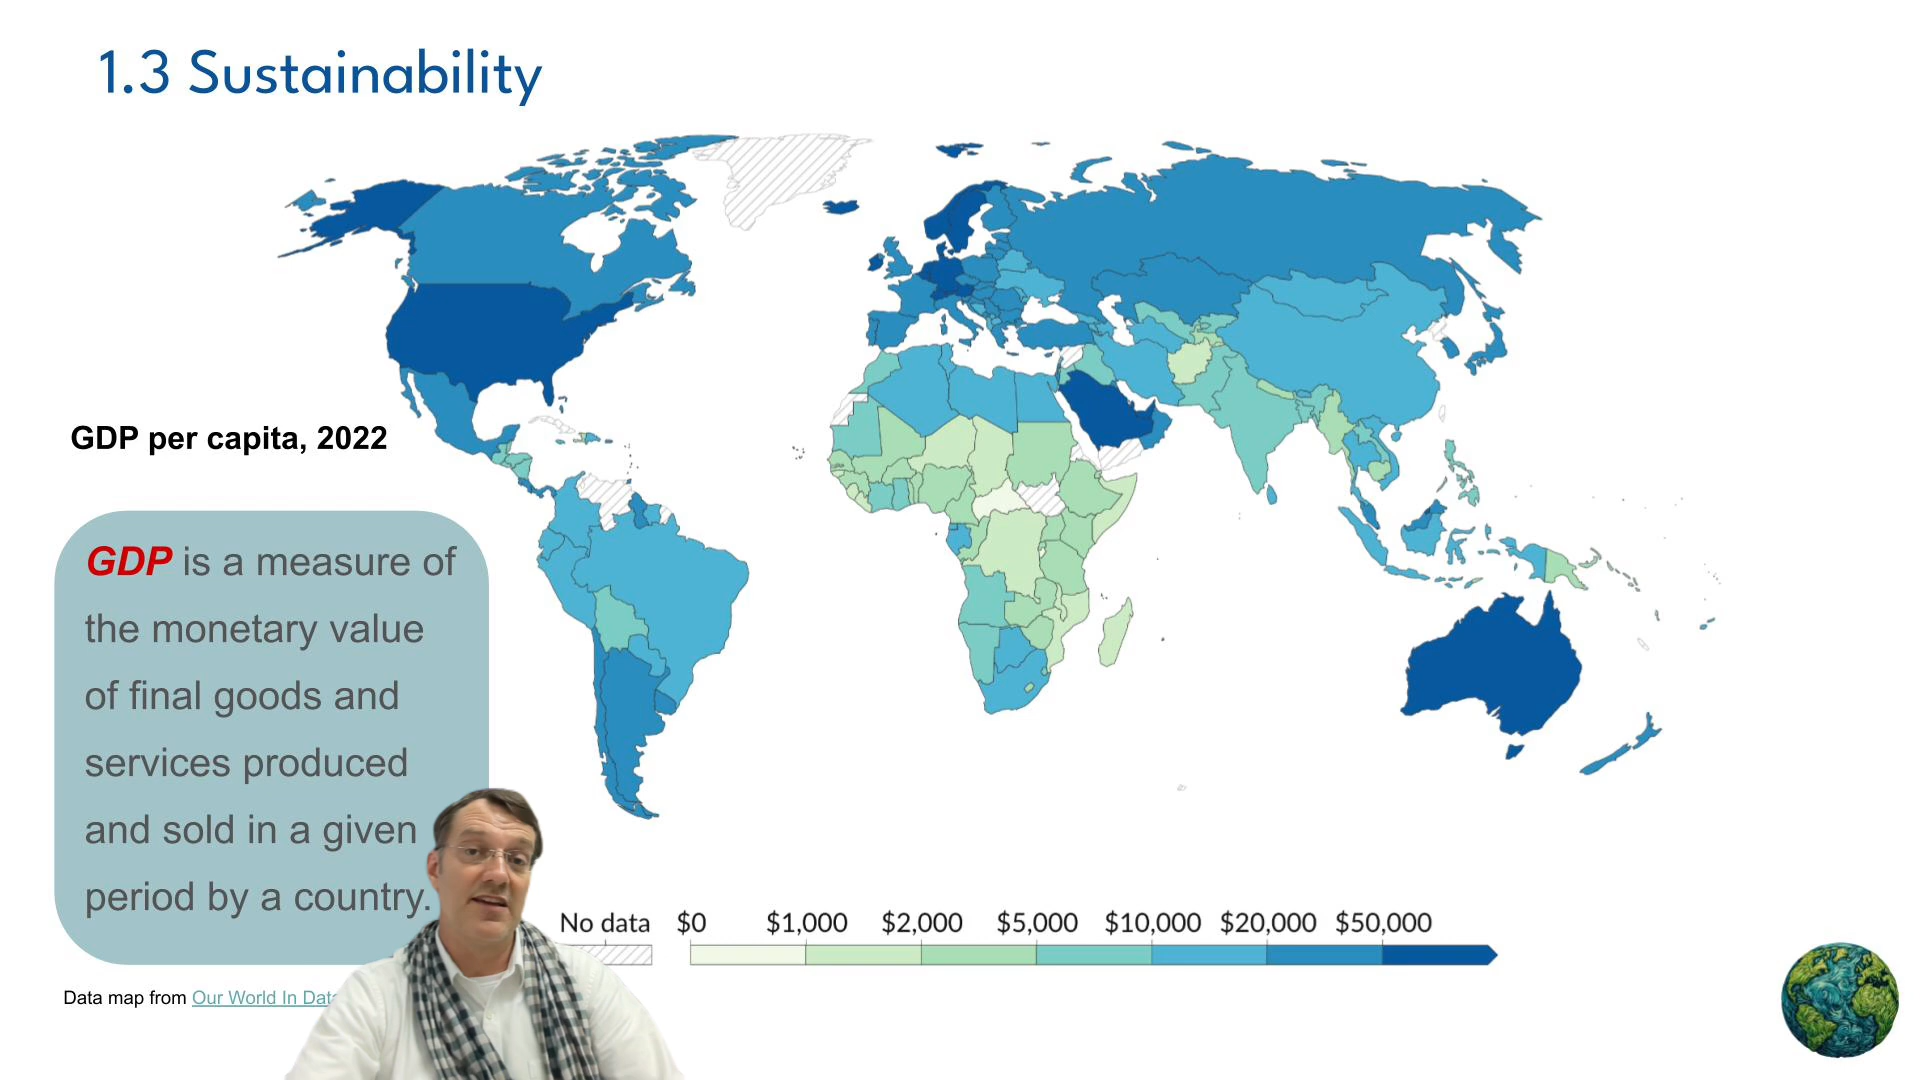 1.3 Sustainability
GDP per capita, 2022
GDP is a measure of
the monetary value
of final goods and
services produced
and sold in a given
period by a country.
No data $0 $1,000 $2,000 $5,000 $10,000 $20,000 $50,000
Data map from Our World In Data